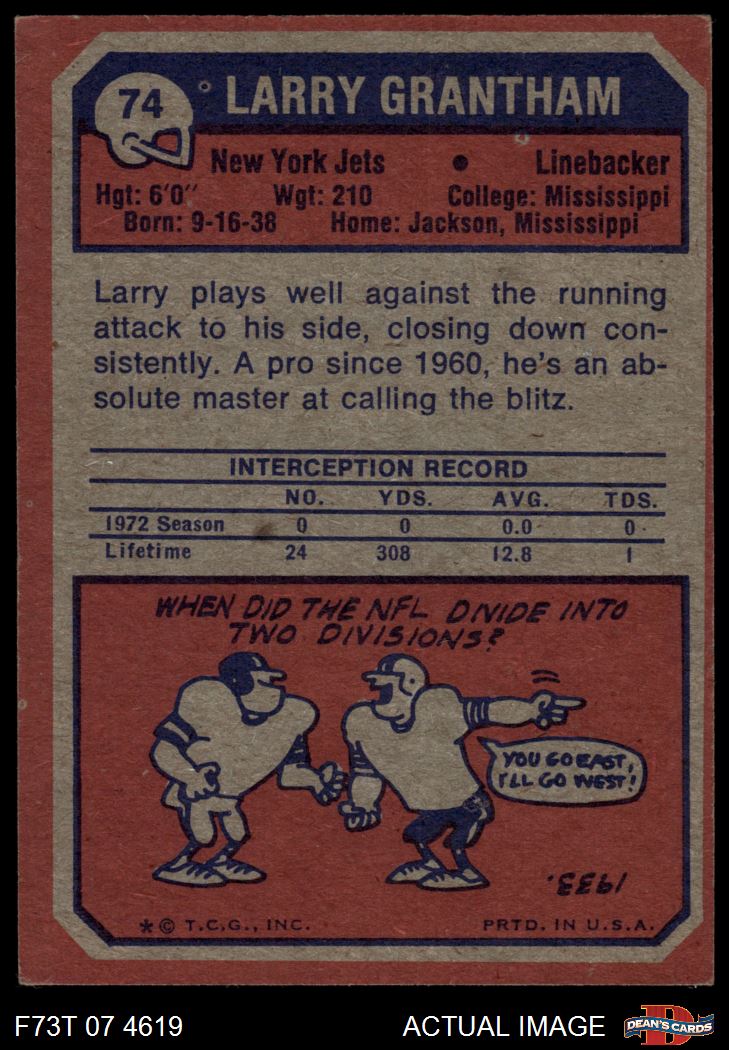 74
LARRY GRANTHAM
New York Jets • Linebacker
Hgt: 6'0" Wgt: 210 College: Mississippi
Born: 9-16-38 Home: Jackson, Mississippi
Larry plays well against the running
attack to his side, closing down con-
sistently. A pro since 1960, he's an ab-
solute master at calling the blitz.
INTERCEPTION RECORD
NO. YDS. AVG. TDS.
1972 Season 0 0 0.0 0
Lifetime 24 308 12.8 1
WHEN DID THE NFL DIVIDE INTO
TWO DIVISIONS?
YOU GO EAST,
I'LL GO WEST!
1933.
* © T.C.G., INC. PRTD. IN U.S.A.
F73T 07 4619 ACTUAL IMAGE D DEAN'S CARDS